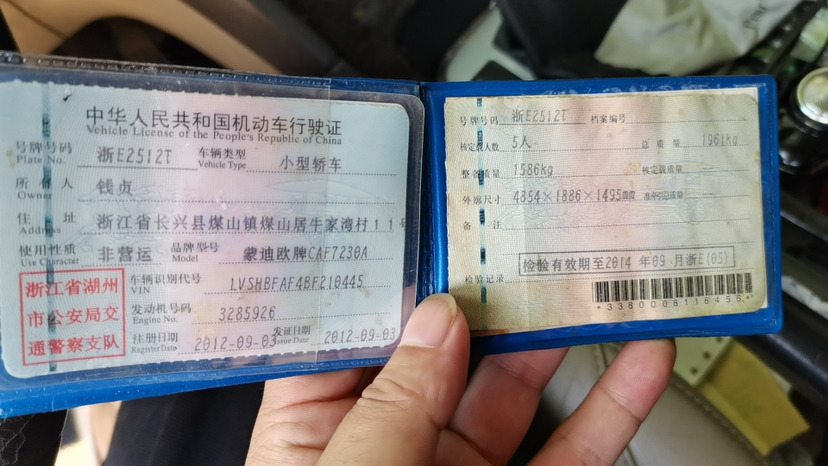 中华人民共和国机动车行驶证
Vehicle License of the People's Republic of China
号牌号码 浙E2512T 车辆类型 小型轿车
Plate No. Vehicle Type
所有人 钱贞
Owner
住址 浙江省长兴县煤山镇煤山居牛家湾村11号
Address
使用性质 非营运 品牌型号 蒙迪欧牌CAF7230A
Use Character Model
浙江省湖州
市公安局交
通警察支队
车辆识别代号 LVSHBFAF4BF210445
VIN
发动机号码 3285926
Engine No.
注册日期 2012-09-03 发证日期 2012-09-03
Register Date Issue Date
号牌号码 浙E2512T 档案编号
核定载人数 5人 总质量 1961kg
整备质量 1586kg 核定载质量 --
外廓尺寸 4854×1886×1495mm 准牵引总质量 --
备注
检验有效期至2014年09月浙E(05)
检验记录
*3380008118456*